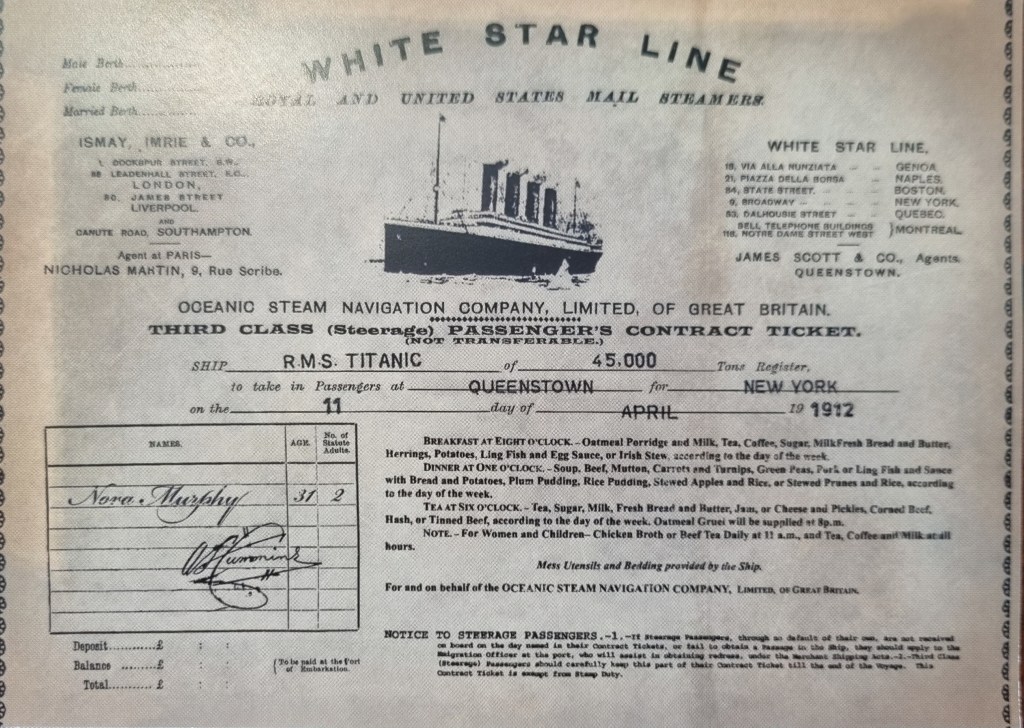 WHITE STAR LINE
ROYAL AND UNITED STATES MAIL STEAMERS.
Male Berth..................
Female Berth..................
Married Berth..................
ISMAY, IMRIE & CO.,
1, COCKSPUR STREET, S.W.,
38 LEADENHALL STREET, E.C.,
LONDON,
30, JAMES STREET
LIVERPOOL.
AND
CANUTE ROAD, SOUTHAMPTON.
Agent at PARIS—
NICHOLAS MARTIN, 9, Rue Scribe.
WHITE STAR LINE,
VIA ALLA NUNZIATA – – GENOA.
21, PIAZZA DELLA BORSA – – NAPLES.
84, STATE STREET. – – BOSTON.
9, BROADWAY – – – NEW YORK.
53, DALHOUSIE STREET – – QUEBEC.
BELL TELEPHONE BUILDINGS
118, NOTRE DAME STREET WEST } MONTREAL.
JAMES SCOTT & CO., Agents
QUEENSTOWN.
OCEANIC STEAM NAVIGATION COMPANY, LIMITED, OF GREAT BRITAIN.
THIRD CLASS (Steerage) PASSENGER'S CONTRACT TICKET.
(NOT TRANSFERABLE.)
SHIP R.M.S. TITANIC of 45,000 Tons Register,
to take in Passengers at QUEENSTOWN for NEW YORK
on the 11 day of APRIL 19 1912
NAMES. AGE. No. of Statute Adults.
Nora Murphy 31 2
Deposit...........£ : :
Balance ........£ : :
Total...........£ : :
(To be paid at the Port
of Embarkation.
BREAKFAST AT EIGHT O'CLOCK. – Oatmeal Porridge and Milk, Tea, Coffee, Sugar, MilkFresh Bread and Butter,
Herrings, Potatoes, Ling Fish and Egg Sauce, or Irish Stew, according to the day of the week.
DINNER AT ONE O'CLOCK. – Soup, Beef, Mutton, Carrots and Turnips, Green Peas, Pork or Ling Fish and Sauce
with Bread and Potatoes, Plum Pudding, Rice Pudding, Stewed Apples and Rice, or Stewed Prunes and Rice, according
to the day of the week.
TEA AT SIX O'CLOCK. – Tea, Sugar, Milk, Fresh Bread and Butter, Jam, or Cheese and Pickles, Corned Beef,
Hash, or Tinned Beef, according to the day of the week. Oatmeal Gruel will be supplied at 8p.m.
NOTE. – For Women and Children– Chicken Broth or Beef Tea Daily at 11 a.m., and Tea, Coffee and Milk at all
hours.
Mess Utensils and Bedding provided by the Ship.
For and on behalf of the OCEANIC STEAM NAVIGATION COMPANY, LIMITED, OF GREAT BRITAIN.
NOTICE TO STEERAGE PASSENGERS.-1.-If Steerage Passengers, through no default of their own, are not received
on board on the day named in their Contract Tickets, or fail to obtain a Passage in the Ship, they should apply to the
Emigration Officer at the port, who will assist in obtaining redress, under the Merchant Shipping Acts.-2.-Third Class
(Steerage) Passengers should carefully keep this part of their Contract Ticket till the end of the Voyage. This
Contract Ticket is exempt from Stamp Duty.